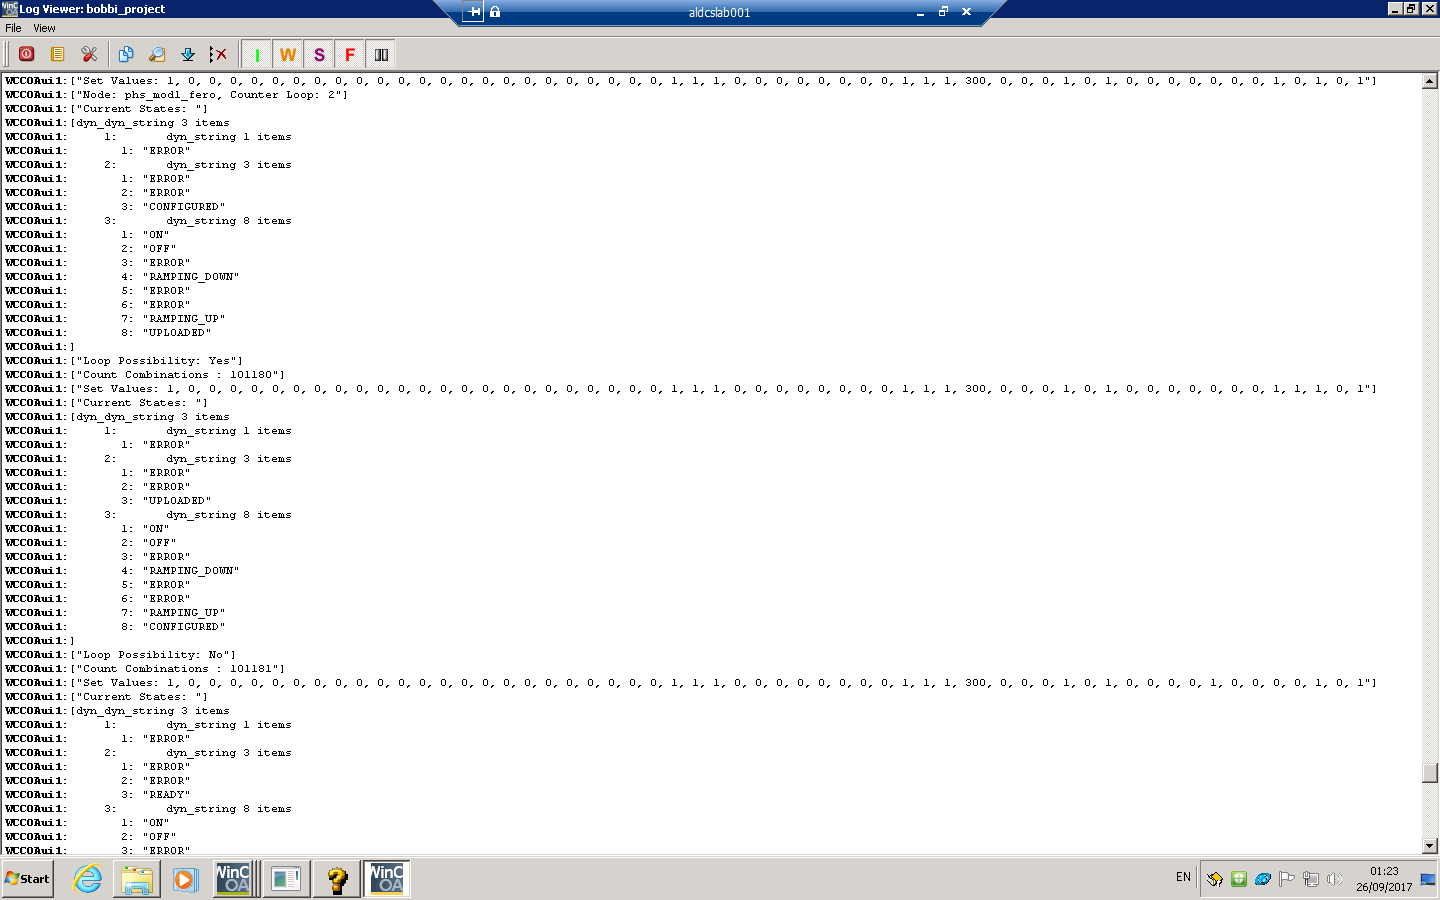 Log Viewer: bobbi_project
aldcslab001
File View
I W S F
WCCOAui1:["Set Values: 1, 0, 0, 0, 0, 0, 0, 0, 0, 0, 0, 0, 0, 0, 0, 0, 0, 0, 0, 0, 0, 0, 0, 0, 1, 1, 1, 0, 0, 0, 0, 0, 0, 0, 0, 1, 1, 1, 300, 0, 0, 0, 1, 0, 1, 0, 0, 0, 0, 0, 0, 0, 1, 0, 1, 0, 1"]
WCCOAui1:["Node: phs_modl_fero, Counter Loop: 2"]
WCCOAui1:["Current States: "]
WCCOAui1:[dyn_dyn_string 3 items
WCCOAui1: 1: dyn_string 1 items
WCCOAui1: 1: "ERROR"
WCCOAui1: 2: dyn_string 3 items
WCCOAui1: 1: "ERROR"
WCCOAui1: 2: "ERROR"
WCCOAui1: 3: "CONFIGURED"
WCCOAui1: 3: dyn_string 8 items
WCCOAui1: 1: "ON"
WCCOAui1: 2: "OFF"
WCCOAui1: 3: "ERROR"
WCCOAui1: 4: "RAMPING_DOWN"
WCCOAui1: 5: "ERROR"
WCCOAui1: 6: "ERROR"
WCCOAui1: 7: "RAMPING_UP"
WCCOAui1: 8: "UPLOADED"
WCCOAui1:]
WCCOAui1:["Loop Possibility: Yes"]
WCCOAui1:["Count Combinations : 101180"]
WCCOAui1:["Set Values: 1, 0, 0, 0, 0, 0, 0, 0, 0, 0, 0, 0, 0, 0, 0, 0, 0, 0, 0, 0, 0, 0, 0, 0, 1, 1, 1, 0, 0, 0, 0, 0, 0, 0, 0, 1, 1, 1, 300, 0, 0, 0, 1, 0, 1, 0, 0, 0, 0, 0, 0, 0, 1, 1, 1, 0, 1"]
WCCOAui1:["Current States: "]
WCCOAui1:[dyn_dyn_string 3 items
WCCOAui1: 1: dyn_string 1 items
WCCOAui1: 1: "ERROR"
WCCOAui1: 2: dyn_string 3 items
WCCOAui1: 1: "ERROR"
WCCOAui1: 2: "ERROR"
WCCOAui1: 3: "UPLOADED"
WCCOAui1: 3: dyn_string 8 items
WCCOAui1: 1: "ON"
WCCOAui1: 2: "OFF"
WCCOAui1: 3: "ERROR"
WCCOAui1: 4: "RAMPING_DOWN"
WCCOAui1: 5: "ERROR"
WCCOAui1: 6: "ERROR"
WCCOAui1: 7: "RAMPING_UP"
WCCOAui1: 8: "CONFIGURED"
WCCOAui1:]
WCCOAui1:["Loop Possibility: No"]
WCCOAui1:["Count Combinations : 101181"]
WCCOAui1:["Set Values: 1, 0, 0, 0, 0, 0, 0, 0, 0, 0, 0, 0, 0, 0, 0, 0, 0, 0, 0, 0, 0, 0, 0, 0, 1, 1, 1, 0, 0, 0, 0, 0, 0, 0, 0, 1, 1, 1, 300, 0, 0, 0, 1, 0, 1, 0, 0, 0, 0, 1, 0, 0, 0, 0, 1, 0, 1"]
WCCOAui1:["Current States: "]
WCCOAui1:[dyn_dyn_string 3 items
WCCOAui1: 1: dyn_string 1 items
WCCOAui1: 1: "ERROR"
WCCOAui1: 2: dyn_string 3 items
WCCOAui1: 1: "ERROR"
WCCOAui1: 2: "ERROR"
WCCOAui1: 3: "READY"
WCCOAui1: 3: dyn_string 8 items
WCCOAui1: 1: "ON"
WCCOAui1: 2: "OFF"
WCCOAui1: 3: "ERROR"
Start
WinC OA
WinC OA
EN
01:23
26/09/2017